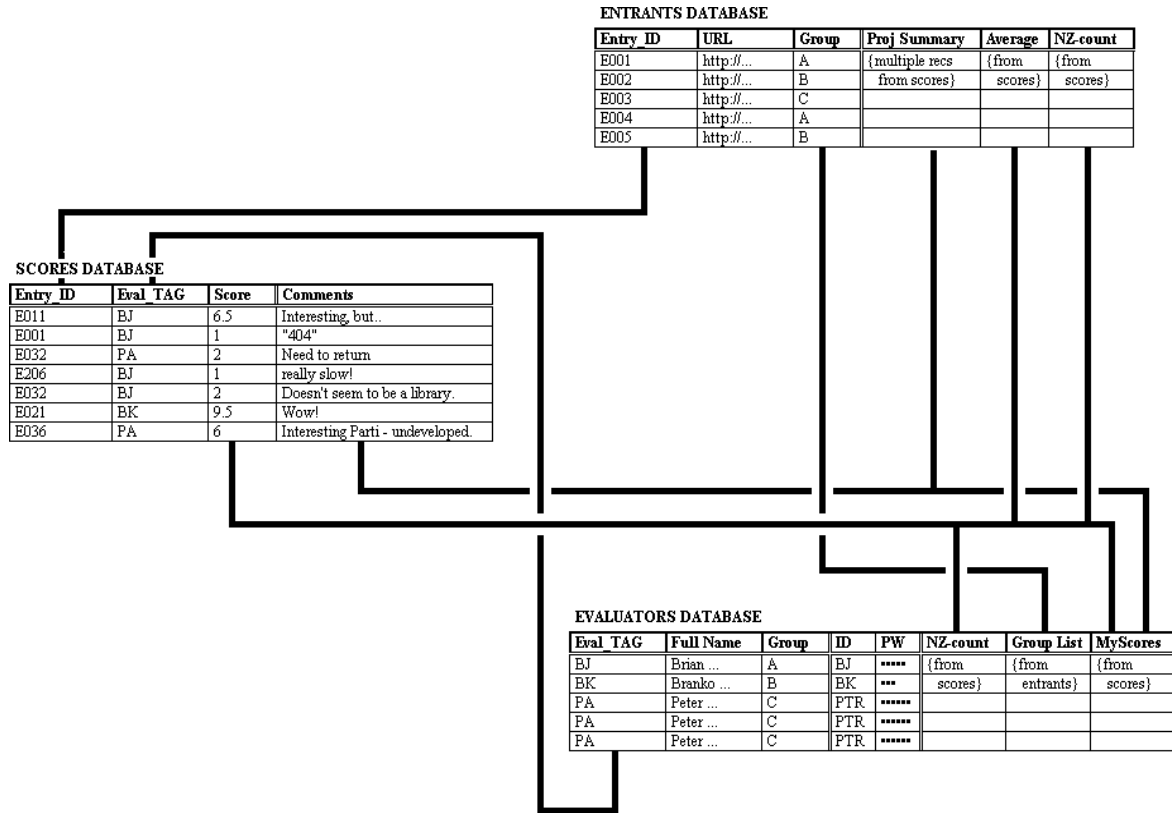 ENTRANTS DATABASE
Entry_ID URL Group Proj Summary Average NZ-count
E001 http://... A {multiple recs {from {from
E002 http://... B from scores} scores} scores}
E003 http://... C
E004 http://... A
E005 http://... B
SCORES DATABASE
Entry_ID Eval_TAG Score Comments
E011 BJ 6.5 Interesting, but..
E001 BJ 1 "404"
E032 PA 2 Need to return
E206 BJ 1 really slow!
E032 BJ 2 Doesn't seem to be a library.
E021 BK 9.5 Wow!
E036 PA 6 Interesting Parti - undeveloped.
EVALUATORS DATABASE
Eval_TAG Full Name Group ID PW NZ-count Group List MyScores
BJ Brian ... A BJ ▪▪▪▪▪ {from {from {from
BK Branko ... B BK ▪▪▪ scores} entrants} scores}
PA Peter ... C PTR ▪▪▪▪▪▪
PA Peter ... C PTR ▪▪▪▪▪▪
PA Peter ... C PTR ▪▪▪▪▪▪